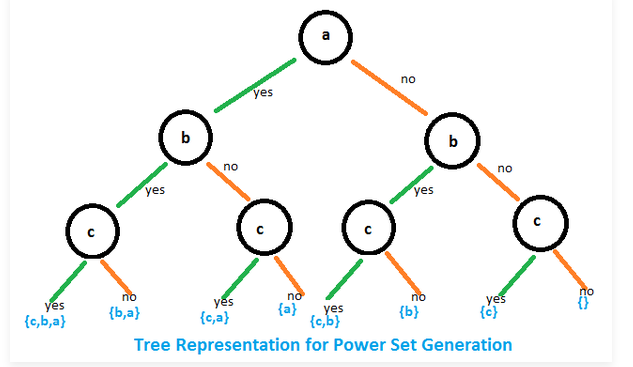 a
yes
no
b
b
yes
no
yes
no
c
c
c
c
yes
no
yes
no
yes
no
yes
no
{c,b,a}
{b,a}
{c,a}
{a}
{c,b}
{b}
{c}
{}
Tree Representation for Power Set Generation